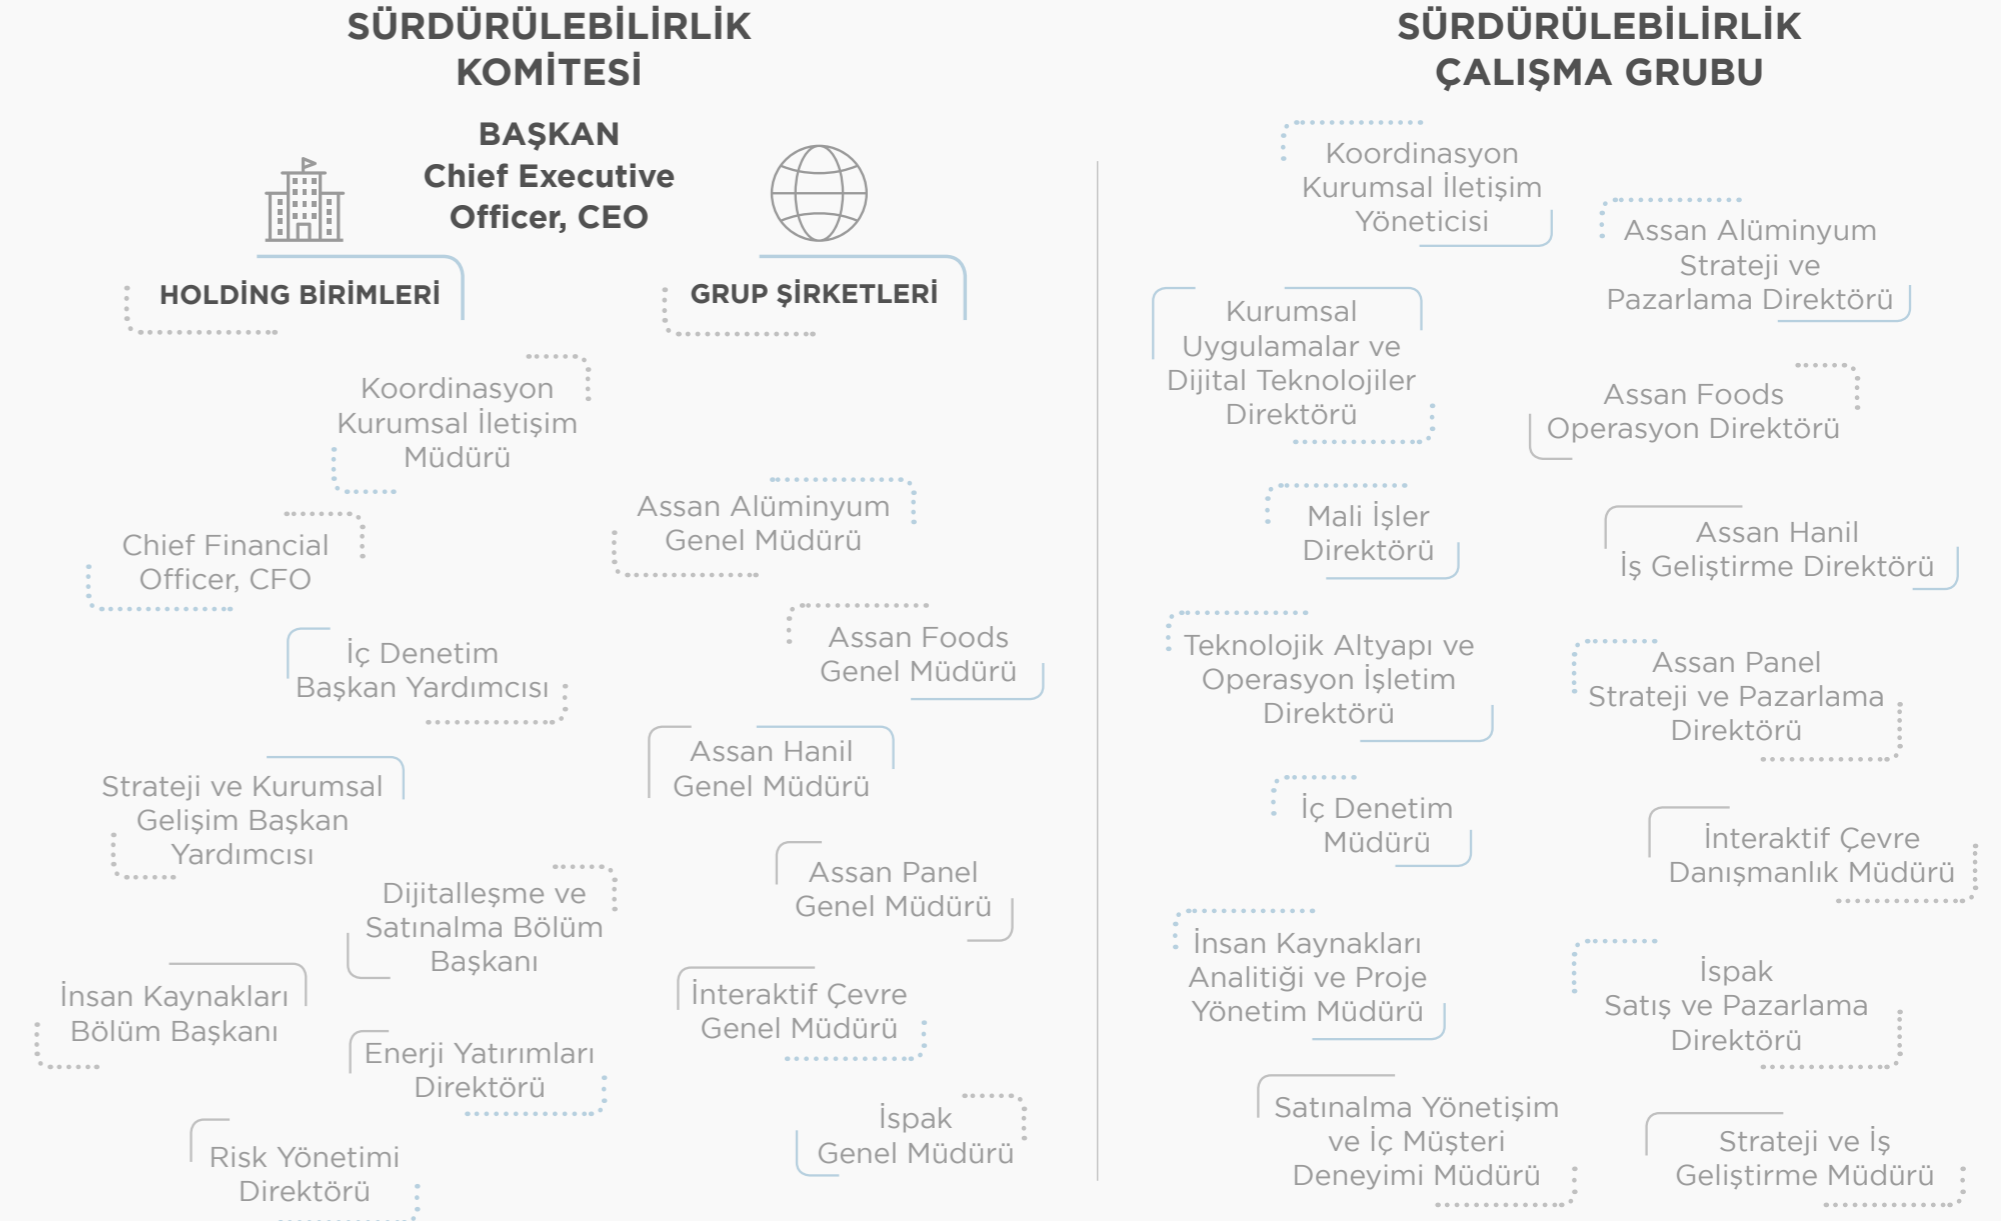 SÜRDÜRÜLEBİLİRLİK
KOMİTESİ
BAŞKAN
Chief Executive
Officer, CEO
HOLDİNG BİRİMLERİ
Koordinasyon
Kurumsal İletişim
Müdürü
Chief Financial
Officer, CFO
İç Denetim
Başkan Yardımcısı
Strateji ve Kurumsal
Gelişim Başkan
Yardımcısı
Dijitalleşme ve
Satınalma Bölüm
Başkanı
İnsan Kaynakları
Bölüm Başkanı
Enerji Yatırımları
Direktörü
Risk Yönetimi
Direktörü
GRUP ŞİRKETLERİ
Assan Alüminyum
Genel Müdürü
Assan Foods
Genel Müdürü
Assan Hanil
Genel Müdürü
Assan Panel
Genel Müdürü
İnteraktif Çevre
Genel Müdürü
İspak
Genel Müdürü
SÜRDÜRÜLEBİLİRLİK
ÇALIŞMA GRUBU
Koordinasyon
Kurumsal İletişim
Yöneticisi
Kurumsal
Uygulamalar ve
Dijital Teknolojiler
Direktörü
Mali İşler
Direktörü
Teknolojik Altyapı ve
Operasyon İşletim
Direktörü
İç Denetim
Müdürü
İnsan Kaynakları
Analitiği ve Proje
Yönetim Müdürü
Satınalma Yönetişim
ve İç Müşteri
Deneyimi Müdürü
Assan Alüminyum
Strateji ve
Pazarlama Direktörü
Assan Foods
Operasyon Direktörü
Assan Hanil
İş Geliştirme Direktörü
Assan Panel
Strateji ve Pazarlama
Direktörü
İnteraktif Çevre
Danışmanlık Müdürü
İspak
Satış ve Pazarlama
Direktörü
Strateji ve İş
Geliştirme Müdürü